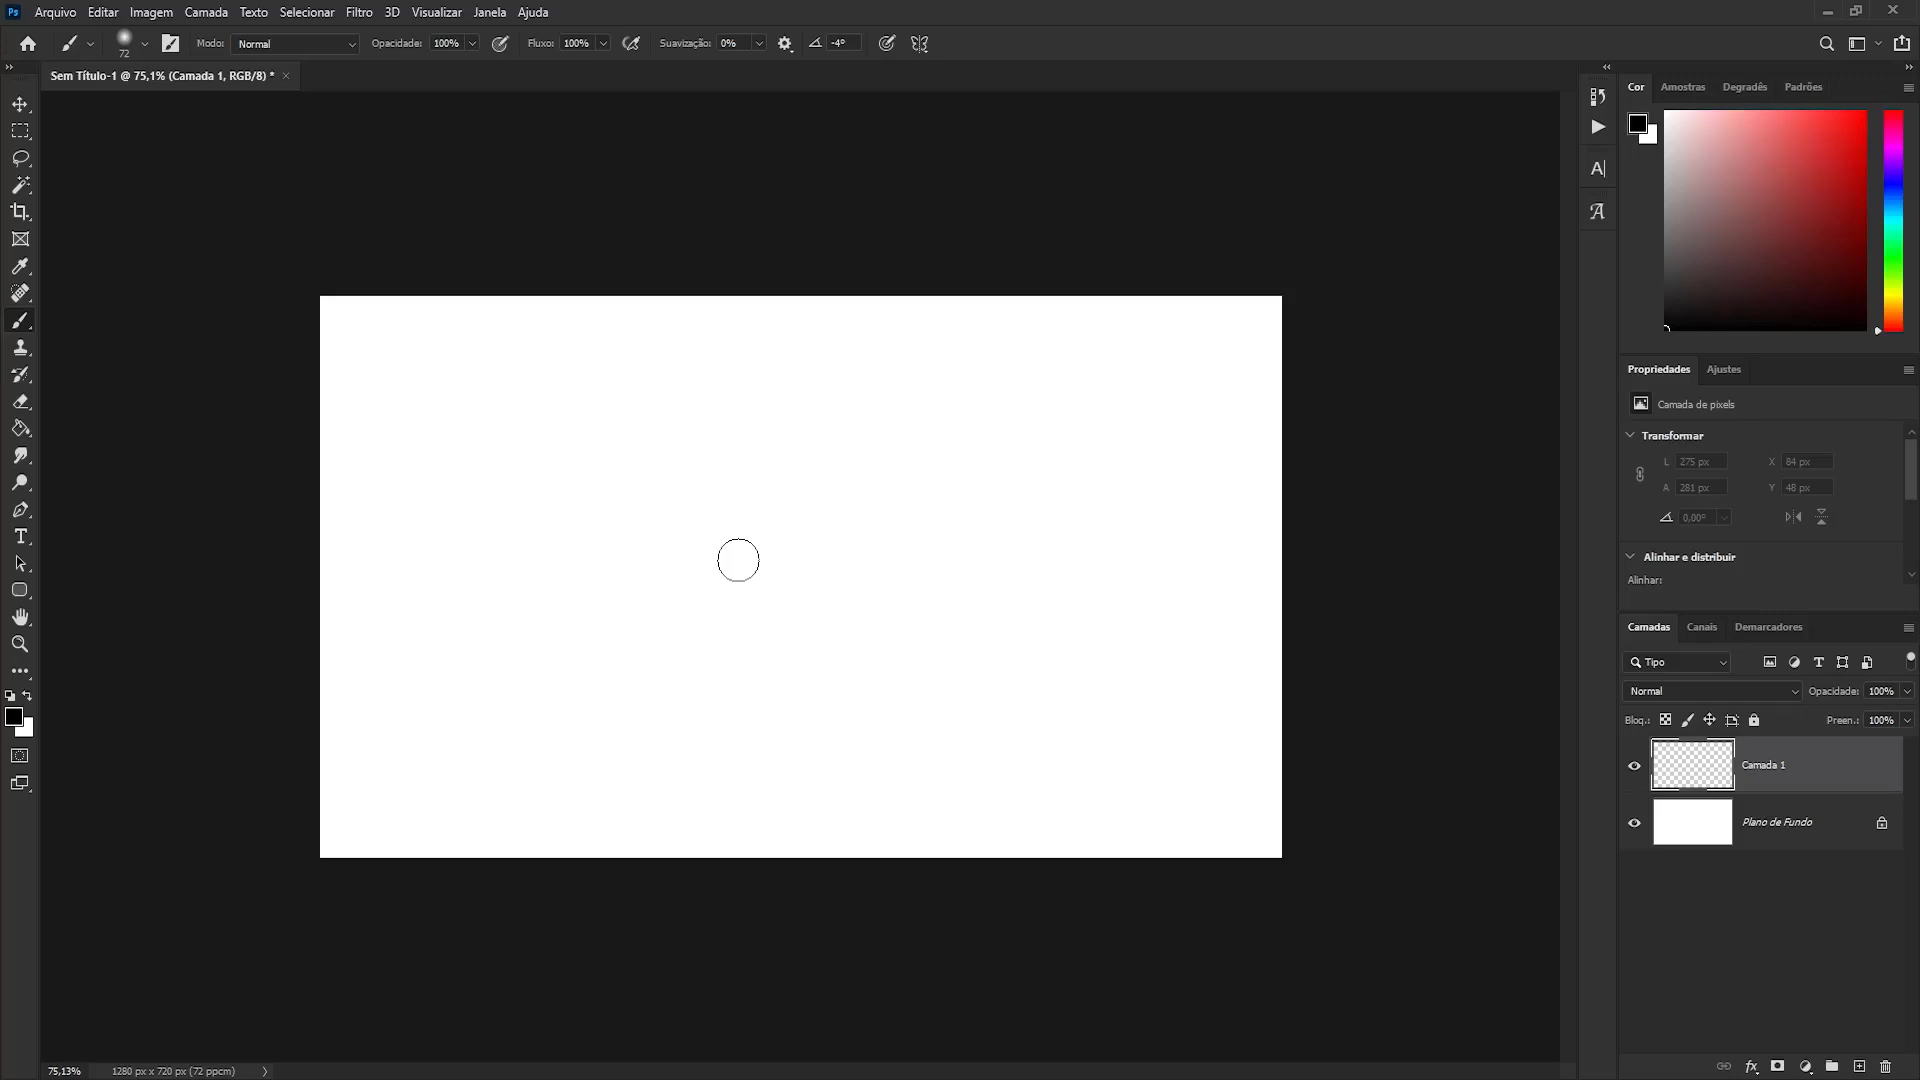 Ps Arquivo Editar Imagem Camada Texto Selecionar Filtro 3D Visualizar Janela Ajuda
72 Modo: Normal Opacidade: 100% Fluxo: 100% Suavização: 0% -4°
Sem Título-1 @ 75,1% (Camada 1, RGB/8) *
Cor Amostras Degradês Padrões
Propriedades Ajustes
Camada de pixels
Transformar
L 275 px X 84 px
A 281 px Y 48 px
0,00°
Alinhar e distribuir
Alinhar:
Camadas Canais Demarcadores
Tipo
Normal Opacidade: 100%
Bloq.: Preen.: 100%
Camada 1
Plano de Fundo
75,13% 1280 px x 720 px (72 ppcm)